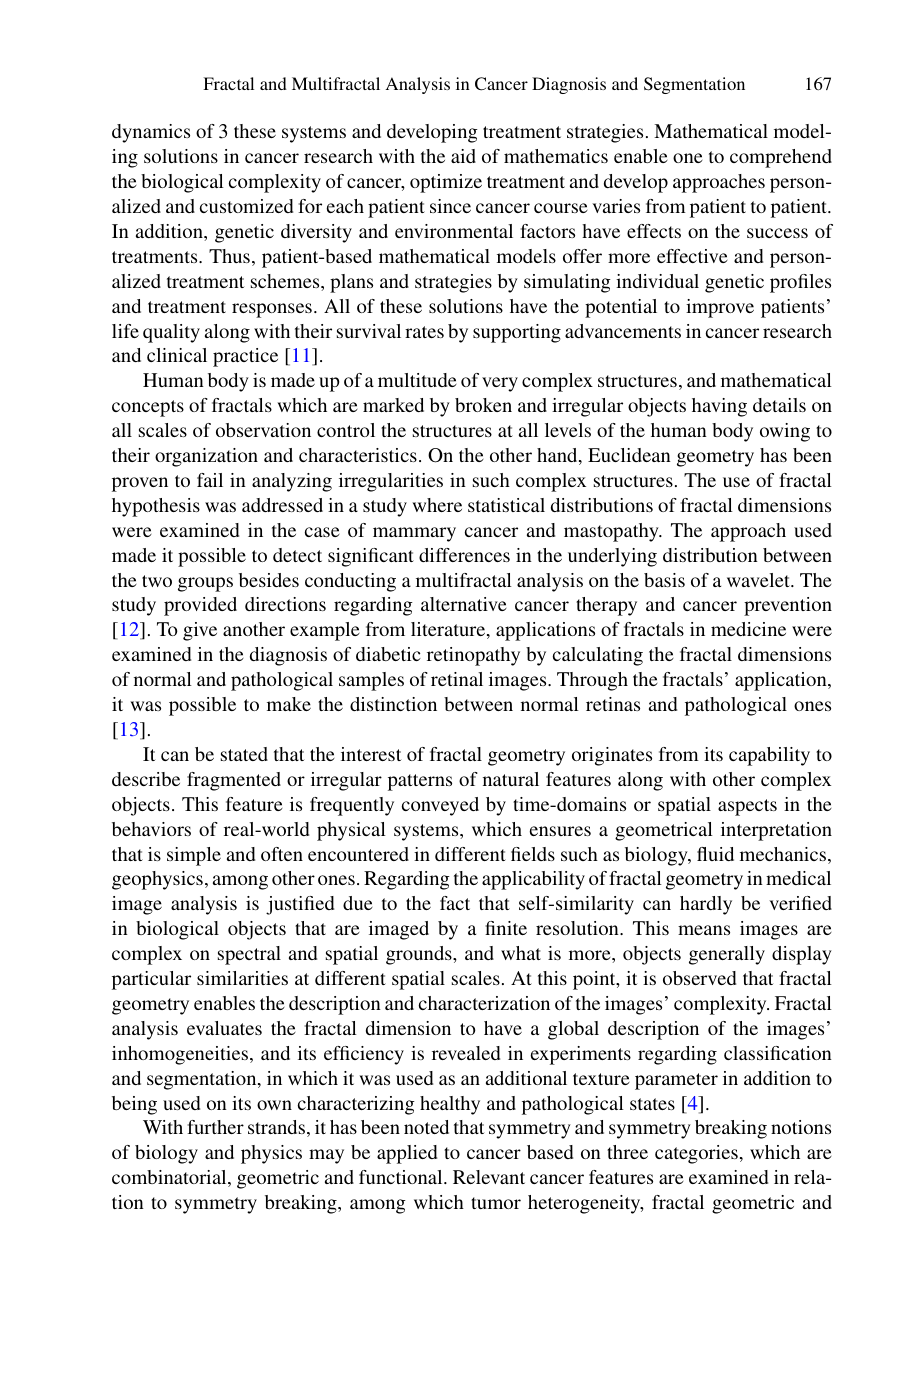 Fractal and Multifractal Analysis in Cancer Diagnosis and Segmentation 167
dynamics of 3 these systems and developing treatment strategies. Mathematical model-
ing solutions in cancer research with the aid of mathematics enable one to comprehend
the biological complexity of cancer, optimize treatment and develop approaches person-
alized and customized for each patient since cancer course varies from patient to patient.
In addition, genetic diversity and environmental factors have effects on the success of
treatments. Thus, patient-based mathematical models offer more effective and person-
alized treatment schemes, plans and strategies by simulating individual genetic profiles
and treatment responses. All of these solutions have the potential to improve patients’
life quality along with their survival rates by supporting advancements in cancer research
and clinical practice [11].
Human body is made up of a multitude of very complex structures, and mathematical
concepts of fractals which are marked by broken and irregular objects having details on
all scales of observation control the structures at all levels of the human body owing to
their organization and characteristics. On the other hand, Euclidean geometry has been
proven to fail in analyzing irregularities in such complex structures. The use of fractal
hypothesis was addressed in a study where statistical distributions of fractal dimensions
were examined in the case of mammary cancer and mastopathy. The approach used
made it possible to detect significant differences in the underlying distribution between
the two groups besides conducting a multifractal analysis on the basis of a wavelet. The
study provided directions regarding alternative cancer therapy and cancer prevention
[12]. To give another example from literature, applications of fractals in medicine were
examined in the diagnosis of diabetic retinopathy by calculating the fractal dimensions
of normal and pathological samples of retinal images. Through the fractals’ application,
it was possible to make the distinction between normal retinas and pathological ones
[13].
It can be stated that the interest of fractal geometry originates from its capability to
describe fragmented or irregular patterns of natural features along with other complex
objects. This feature is frequently conveyed by time-domains or spatial aspects in the
behaviors of real-world physical systems, which ensures a geometrical interpretation
that is simple and often encountered in different fields such as biology, fluid mechanics,
geophysics, among other ones. Regarding the applicability of fractal geometry in medical
image analysis is justified due to the fact that self-similarity can hardly be verified
in biological objects that are imaged by a finite resolution. This means images are
complex on spectral and spatial grounds, and what is more, objects generally display
particular similarities at different spatial scales. At this point, it is observed that fractal
geometry enables the description and characterization of the images’ complexity. Fractal
analysis evaluates the fractal dimension to have a global description of the images’
inhomogeneities, and its efficiency is revealed in experiments regarding classification
and segmentation, in which it was used as an additional texture parameter in addition to
being used on its own characterizing healthy and pathological states [4].
With further strands, it has been noted that symmetry and symmetry breaking notions
of biology and physics may be applied to cancer based on three categories, which are
combinatorial, geometric and functional. Relevant cancer features are examined in rela-
tion to symmetry breaking, among which tumor heterogeneity, fractal geometric and